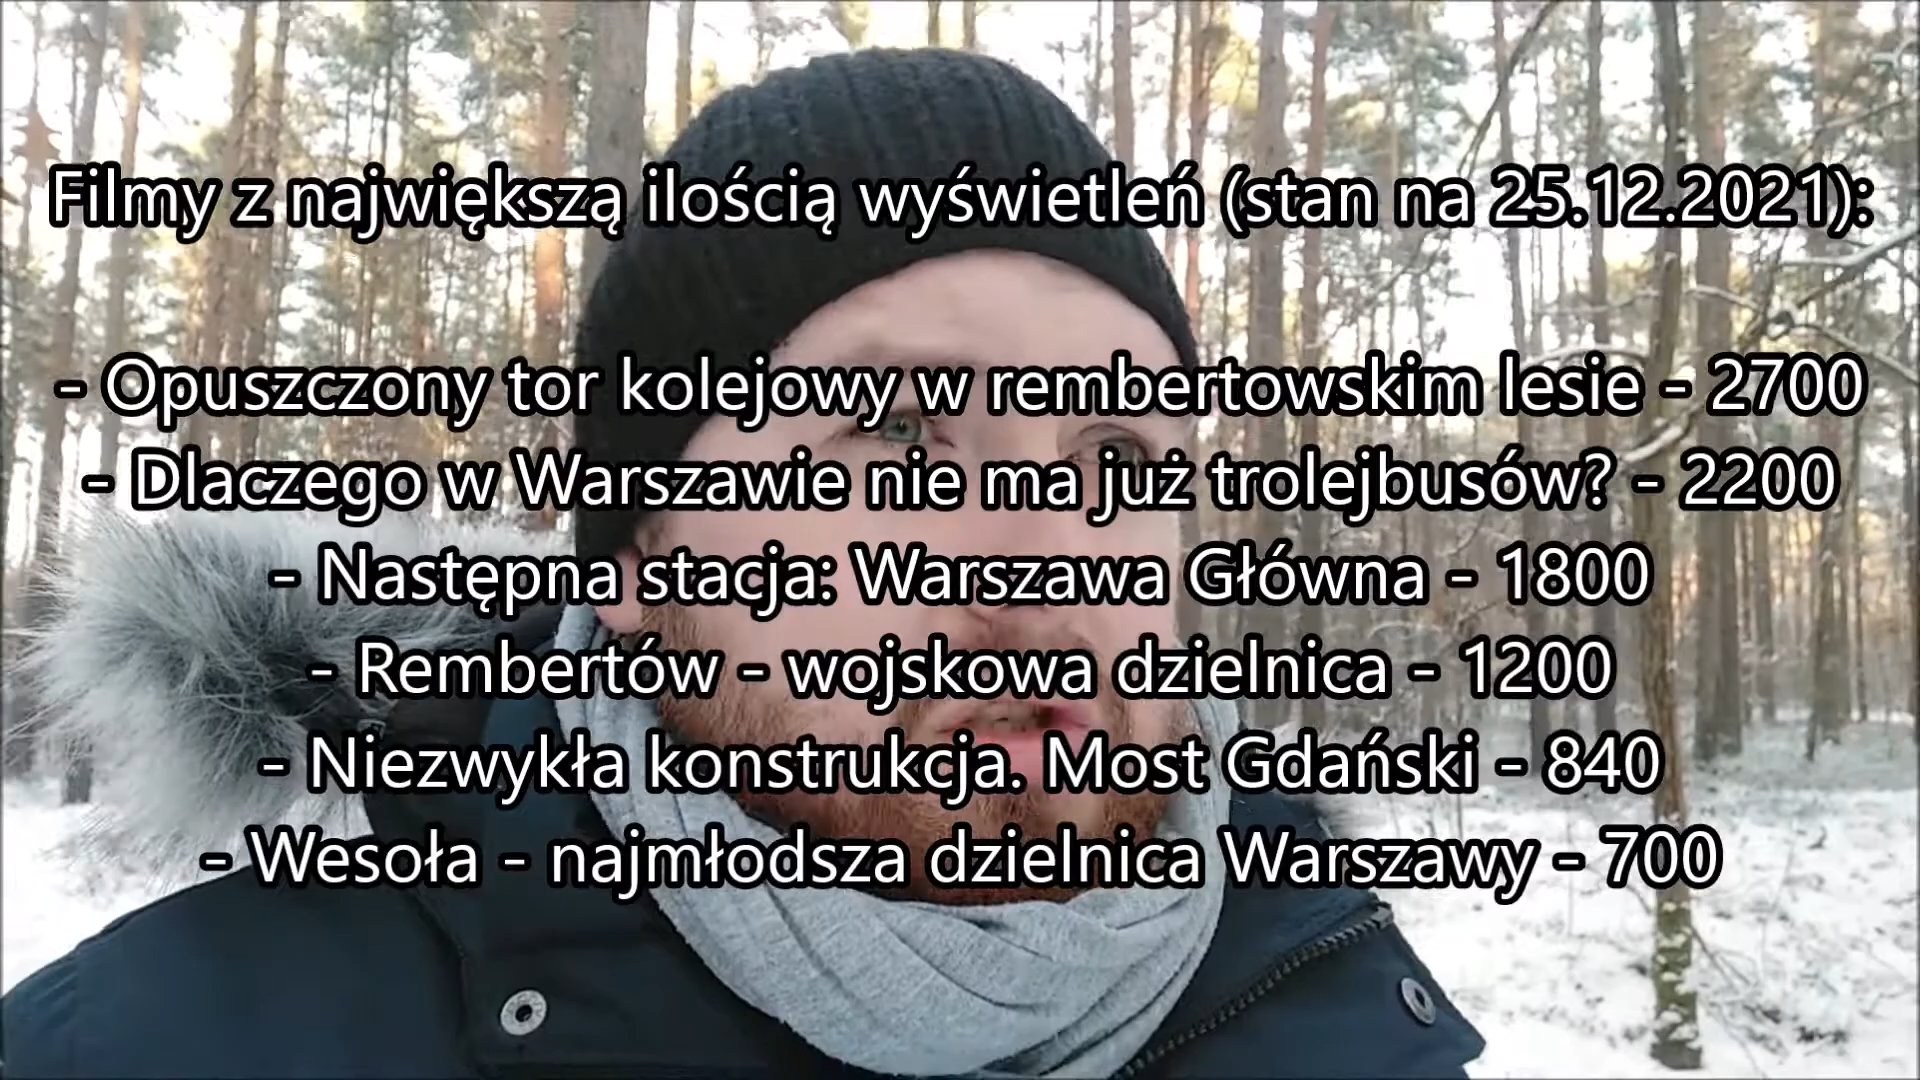 Filmy z największą ilością wyświetleń (stan na 25.12.2021):
- Opuszczony tor kolejowy w rembertowskim lesie - 2700
- Dlaczego w Warszawie nie ma już trolejbusów? - 2200
- Następna stacja: Warszawa Główna - 1800
- Rembertów - wojskowa dzielnica - 1200
- Niezwykła konstrukcja. Most Gdański - 840
- Wesoła - najmłodsza dzielnica Warszawy - 700